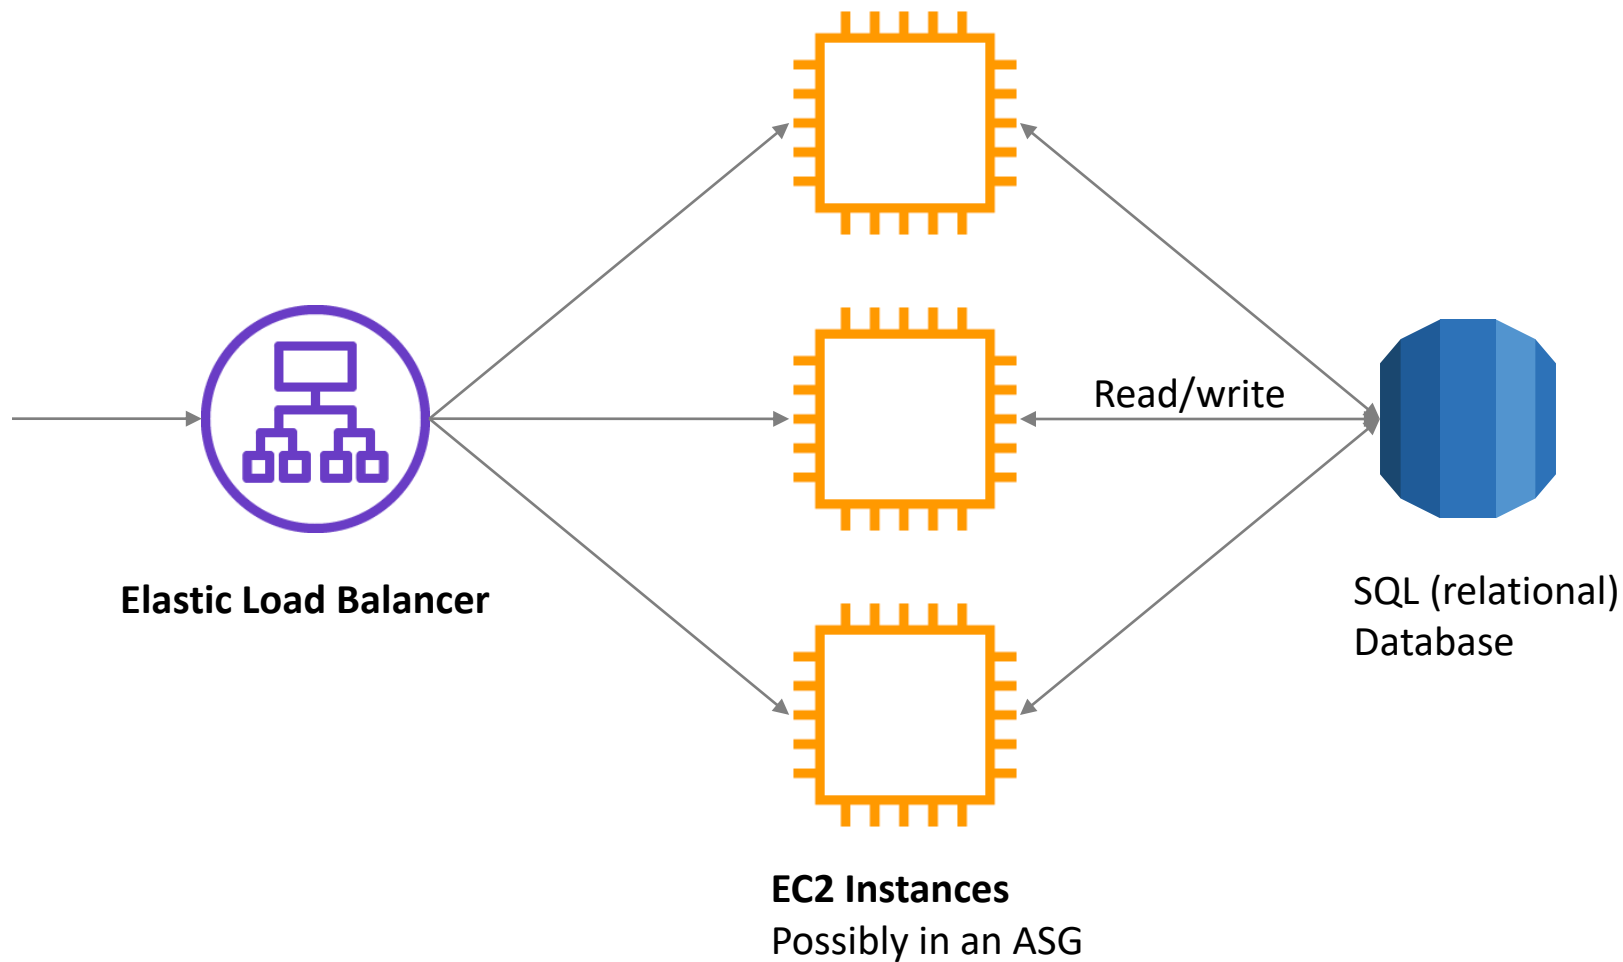 Read/write
Elastic Load Balancer
SQL (relational)
Database
EC2 Instances
Possibly in an ASG